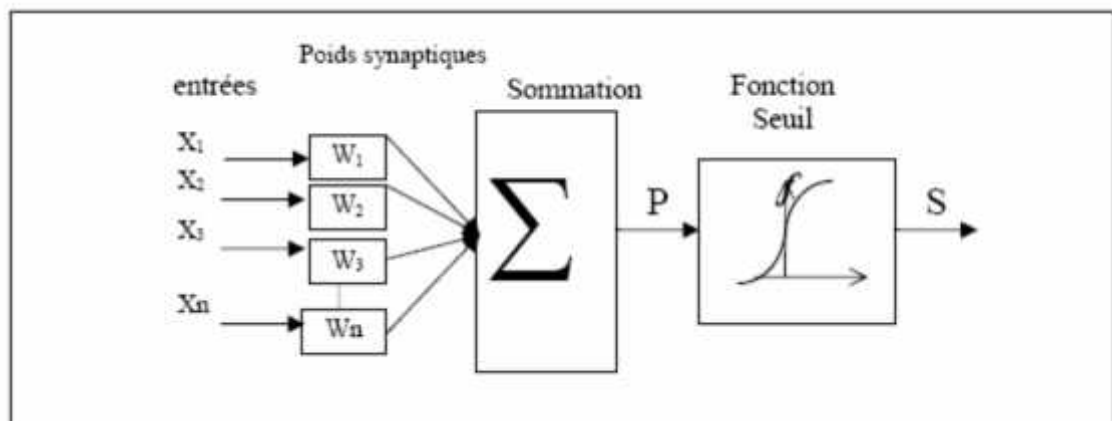 Poids synaptiques
entrées
Sommation
Fonction
Seuil
X₁
W₁
X₂
W₂
X₃
W₃
Xn
Wn
∑
P
f
S